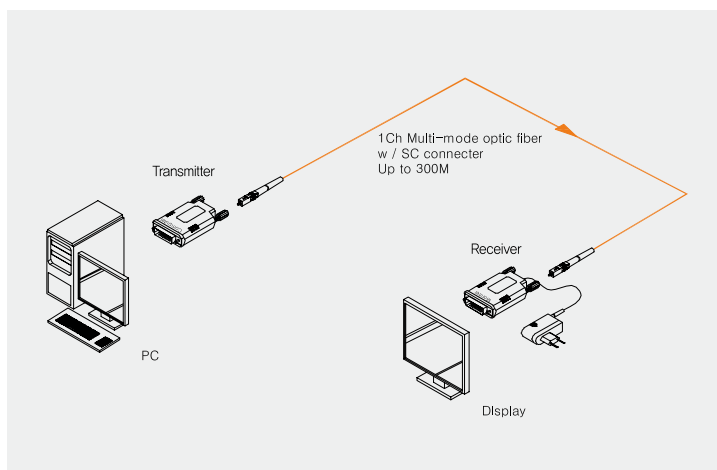 Transmitter
1Ch Multi-mode optic fiber
w / SC connecter
Up to 300M
Receiver
PC
DIsplay